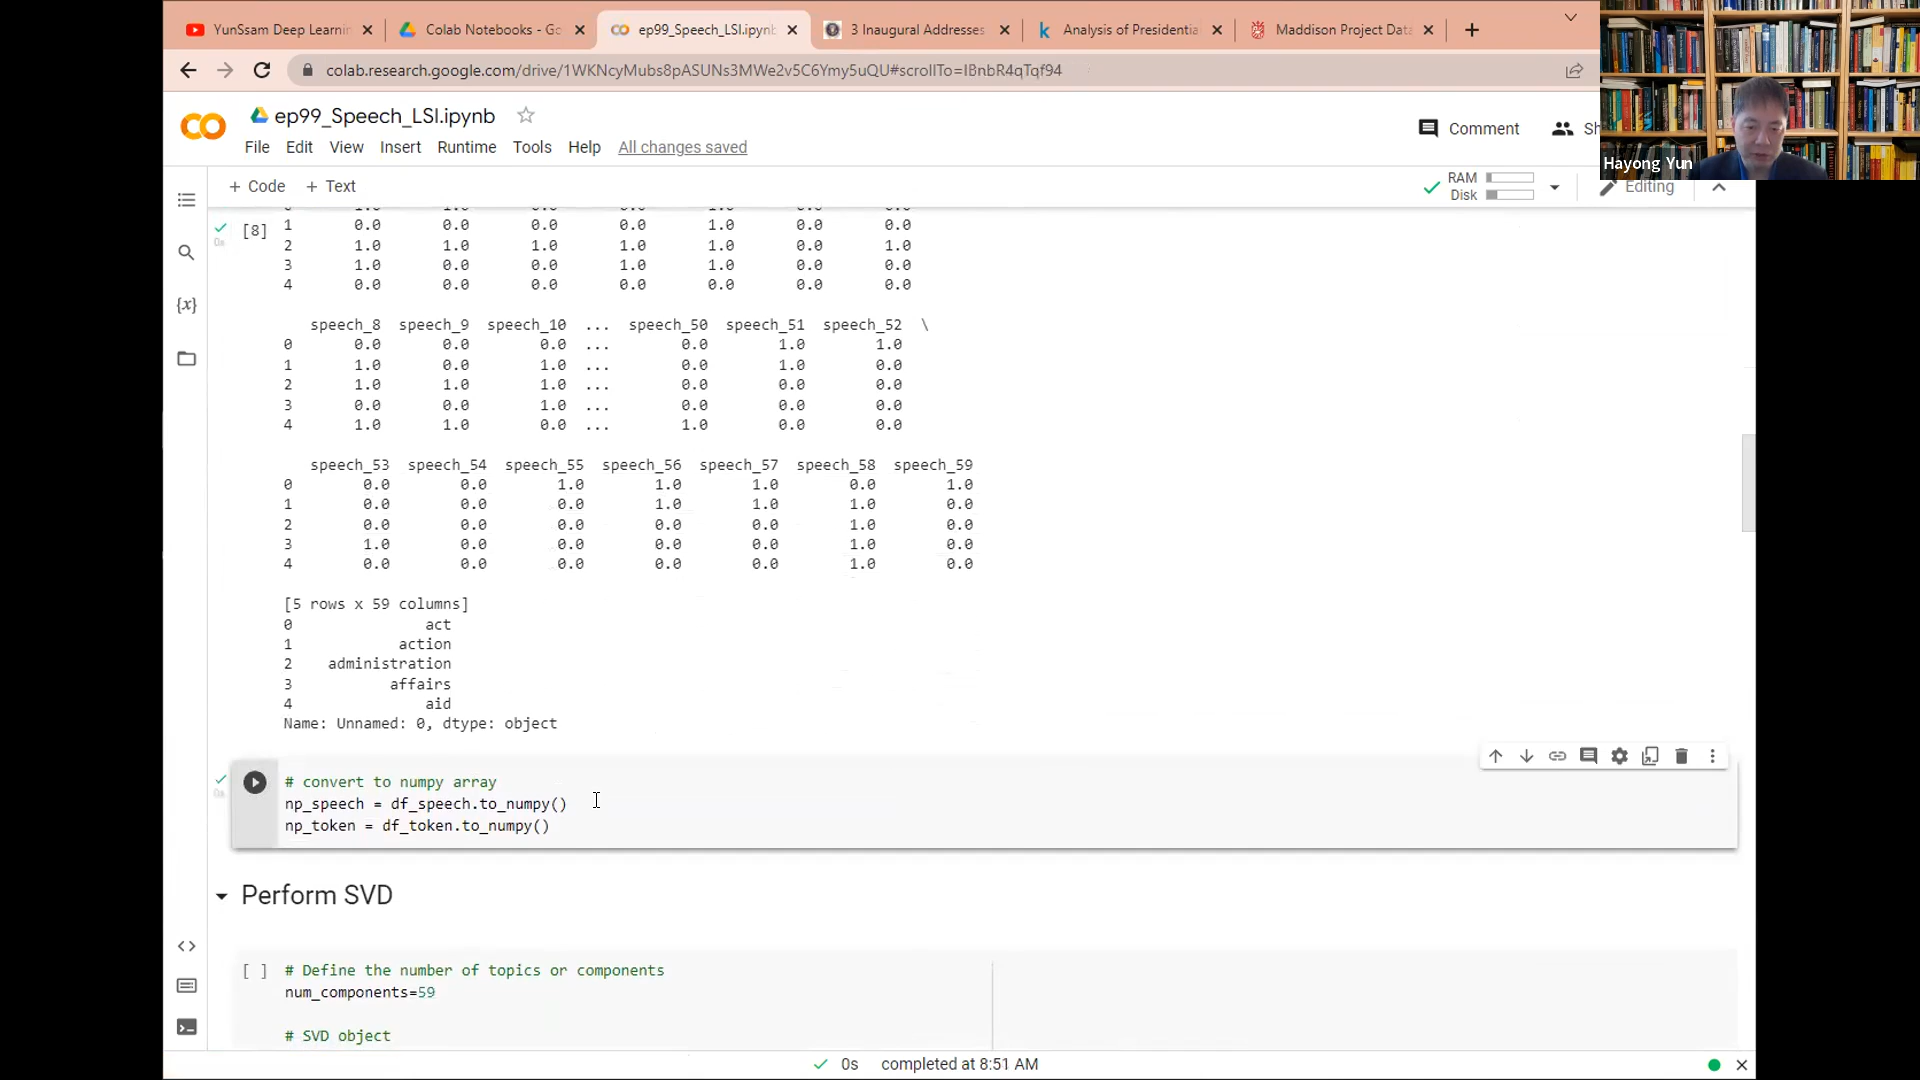 YunSsam Deep Learnin
Colab Notebooks - Go
ep99_Speech_LSI.ipynb
3 Inaugural Addresses
Analysis of Presidentia
Maddison Project Data
colab.research.google.com/drive/1WKNcyMubs8pASUNs3MWe2v5C6Ymy5uQU#scrollTo=IBnbR4qTqf94
ep99_Speech_LSI.ipynb
Comment
Sh
Hayong Yun
File Edit View Insert Runtime Tools Help All changes saved
+ Code + Text
RAM
Disk
Editing
[8]
1 0.0 0.0 0.0 0.0 1.0 0.0 0.0
2 1.0 1.0 1.0 1.0 1.0 0.0 1.0
3 1.0 0.0 0.0 1.0 1.0 0.0 0.0
4 0.0 0.0 0.0 0.0 0.0 0.0 0.0
speech_8 speech_9 speech_10 ... speech_50 speech_51 speech_52 \
0 0.0 0.0 0.0 ... 0.0 1.0 1.0
1 1.0 0.0 1.0 ... 0.0 1.0 0.0
2 1.0 1.0 1.0 ... 0.0 0.0 0.0
3 0.0 0.0 1.0 ... 0.0 0.0 0.0
4 1.0 1.0 0.0 ... 1.0 0.0 0.0
speech_53 speech_54 speech_55 speech_56 speech_57 speech_58 speech_59
0 0.0 0.0 1.0 1.0 1.0 0.0 1.0
1 0.0 0.0 0.0 1.0 1.0 1.0 0.0
2 0.0 0.0 0.0 0.0 0.0 1.0 0.0
3 1.0 0.0 0.0 0.0 0.0 1.0 0.0
4 0.0 0.0 0.0 0.0 0.0 1.0 0.0
[5 rows x 59 columns]
0 act
1 action
2 administration
3 affairs
4 aid
Name: Unnamed: 0, dtype: object
# convert to numpy array
np_speech = df_speech.to_numpy()
np_token = df_token.to_numpy()
Perform SVD
[ ] # Define the number of topics or components
num_components=59
# SVD object
0s completed at 8:51 AM